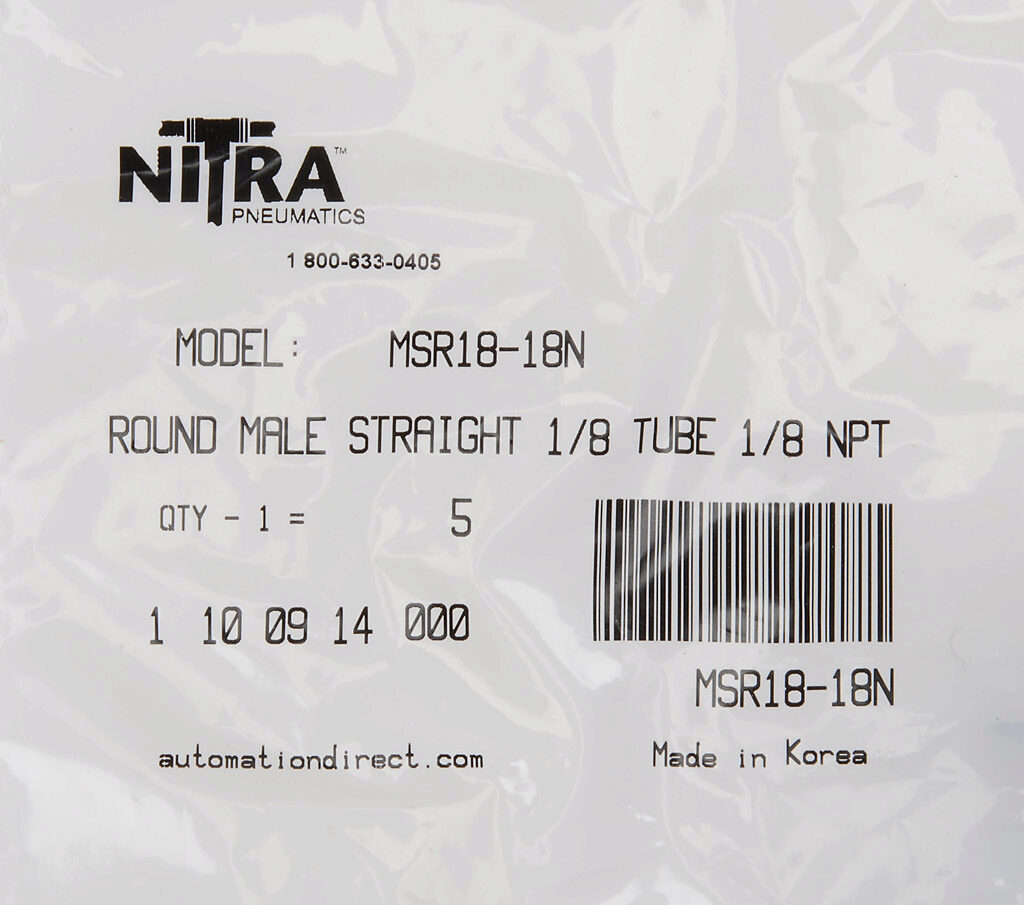 NITRA™
PNEUMATICS
1 800-633-0405
MODEL: MSR18-18N
ROUND MALE STRAIGHT 1/8 TUBE 1/8 NPT
QTY - 1 = 5
1 10 09 14 000
MSR18-18N
automationdirect.com
Made in Korea